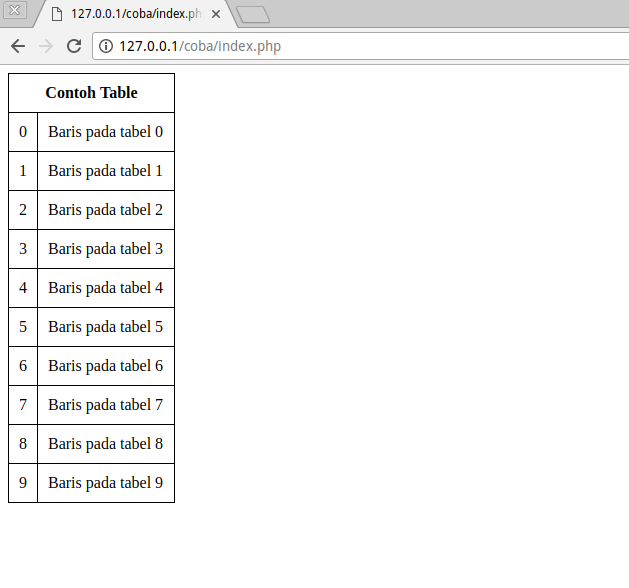 127.0.0.1/coba/index.ph
127.0.0.1/coba/index.php
Contoh Table
0 Baris pada tabel 0
1 Baris pada tabel 1
2 Baris pada tabel 2
3 Baris pada tabel 3
4 Baris pada tabel 4
5 Baris pada tabel 5
6 Baris pada tabel 6
7 Baris pada tabel 7
8 Baris pada tabel 8
9 Baris pada tabel 9